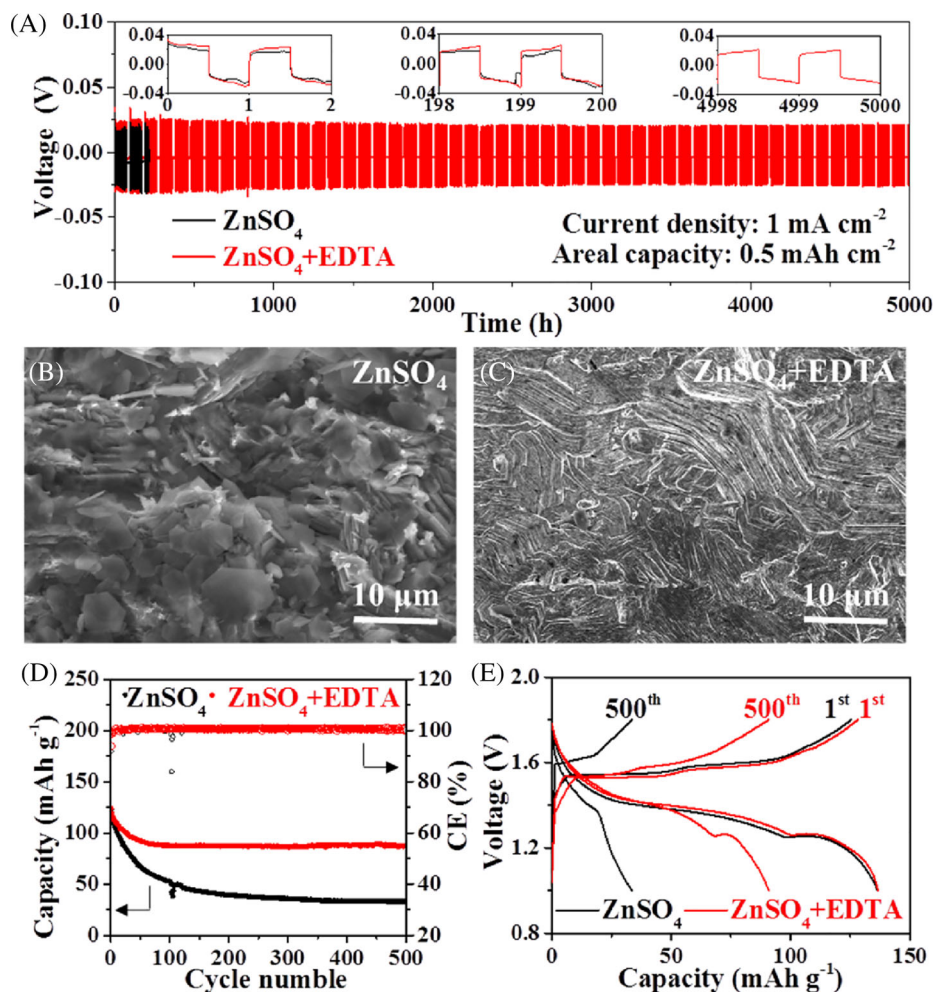 (A)
0.04
0.00
-0.04
0 1 2
0.04
0.00
-0.04
198 199 200
0.04
0.00
-0.04
4998 4999 5000
0.10
0.05
0.00
-0.05
-0.10
Voltage (V)
ZnSO₄
ZnSO₄+EDTA
Current density: 1 mA cm⁻²
Areal capacity: 0.5 mAh cm⁻²
0 500 1000 1500 2000 2500 3000 3500 4000 4500 5000
Time (h)
(B)
ZnSO₄
10 μm
(C)
ZnSO₄+EDTA
10 μm
(D)
ZnSO₄ ZnSO₄+EDTA
250
200
150
100
50
0
Capacity (mAh g⁻¹)
120
100
80
60
40
20
CE (%)
0 100 200 300 400 500
Cycle numble
(E)
500th 500th 1st 1st
2.0
1.6
1.2
0.8
Voltage (V)
ZnSO₄ ZnSO₄+EDTA
0 50 100 150
Capacity (mAh g⁻¹)